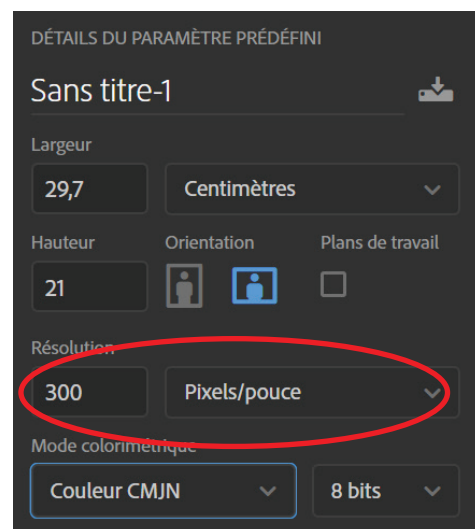 DÉTAILS DU PARAMÈTRE PRÉDÉFINI
Sans titre-1
Largeur
29,7 Centimètres
Hauteur Orientation Plans de travail
21
Résolution
300 Pixels/pouce
Mode colorimétrique
Couleur CMJN 8 bits